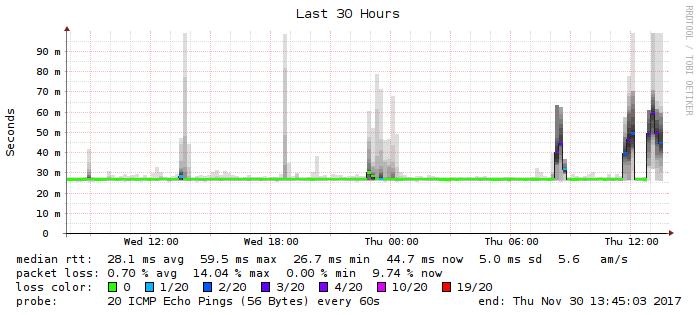 Last 30 Hours
RRDTOOL / TOBI OETIKER
Seconds
90 m
80 m
70 m
60 m
50 m
40 m
30 m
20 m
10 m
0
Wed 12:00 Wed 18:00 Thu 00:00 Thu 06:00 Thu 12:00
median rtt: 28.1 ms avg 59.5 ms max 26.7 ms min 44.7 ms now 5.0 ms sd 5.6 am/s
packet loss: 0.70 % avg 14.04 % max 0.00 % min 9.74 % now
loss color: 0 1/20 2/20 3/20 4/20 10/20 19/20
probe: 20 ICMP Echo Pings (56 Bytes) every 60s end: Thu Nov 30 13:45:03 2017